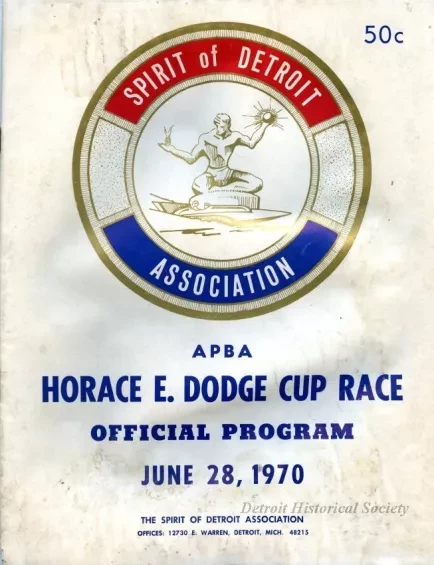 50c
SPIRIT of DETROIT
ASSOCIATION
APBA
HORACE E. DODGE CUP RACE
OFFICIAL PROGRAM
JUNE 28, 1970
Detroit Historical Society
THE SPIRIT OF DETROIT ASSOCIATION
OFFICES: 12730 E. WARREN, DETROIT, MICH. 48215